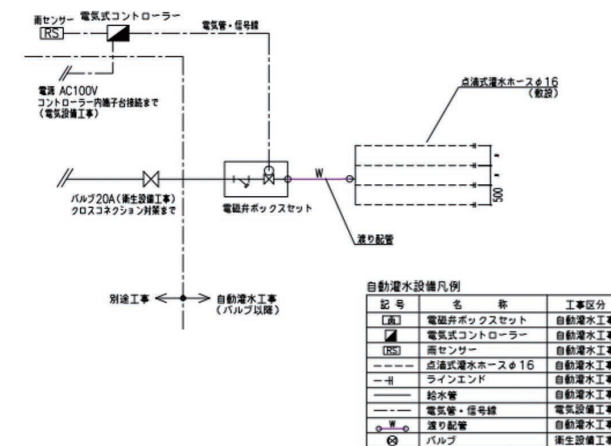 雨センサー
RS
電気式コントローラー
電気管・信号線
電源 AC100V
コントローラー内端子台接続まで
(電気設備工事)
点滴式灌水ホースφ16
(敷設)
W
500
バルブ20A(衛生設備工事)
クロスコネクション対策まで
電磁弁ボックスセット
渡り配管
別途工事
自動灌水工事
(バルブ以降)
自動灌水設備凡例
記号 名称 工事区分
電磁弁ボックスセット 自動灌水工事
電気式コントローラー 自動灌水工事
RS 雨センサー 自動灌水工事
点滴式灌水ホースφ16 自動灌水工事
ラインエンド 自動灌水工事
給水管 自動灌水工事
電気管・信号線 電気設備工事
W 渡り配管 自動灌水工事
バルブ 衛生設備工事